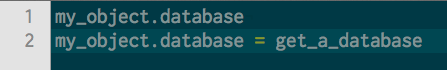 1 my_object.database
2 my_object.database = get_a_database